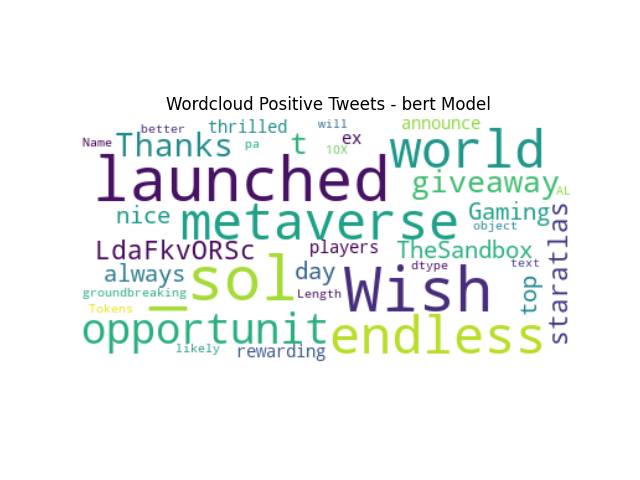 Wordcloud Positive Tweets - bert Model
better thrilled will announce
Name Thanks pa t 10X ex world
launched giveaway AL
nice metaverse Gaming
object
LdaFkvORSc players TheSandbox staratlas
always _sol day dtype text
groundbreaking Length Wish top
Tokens
opportunit endless
likely rewarding